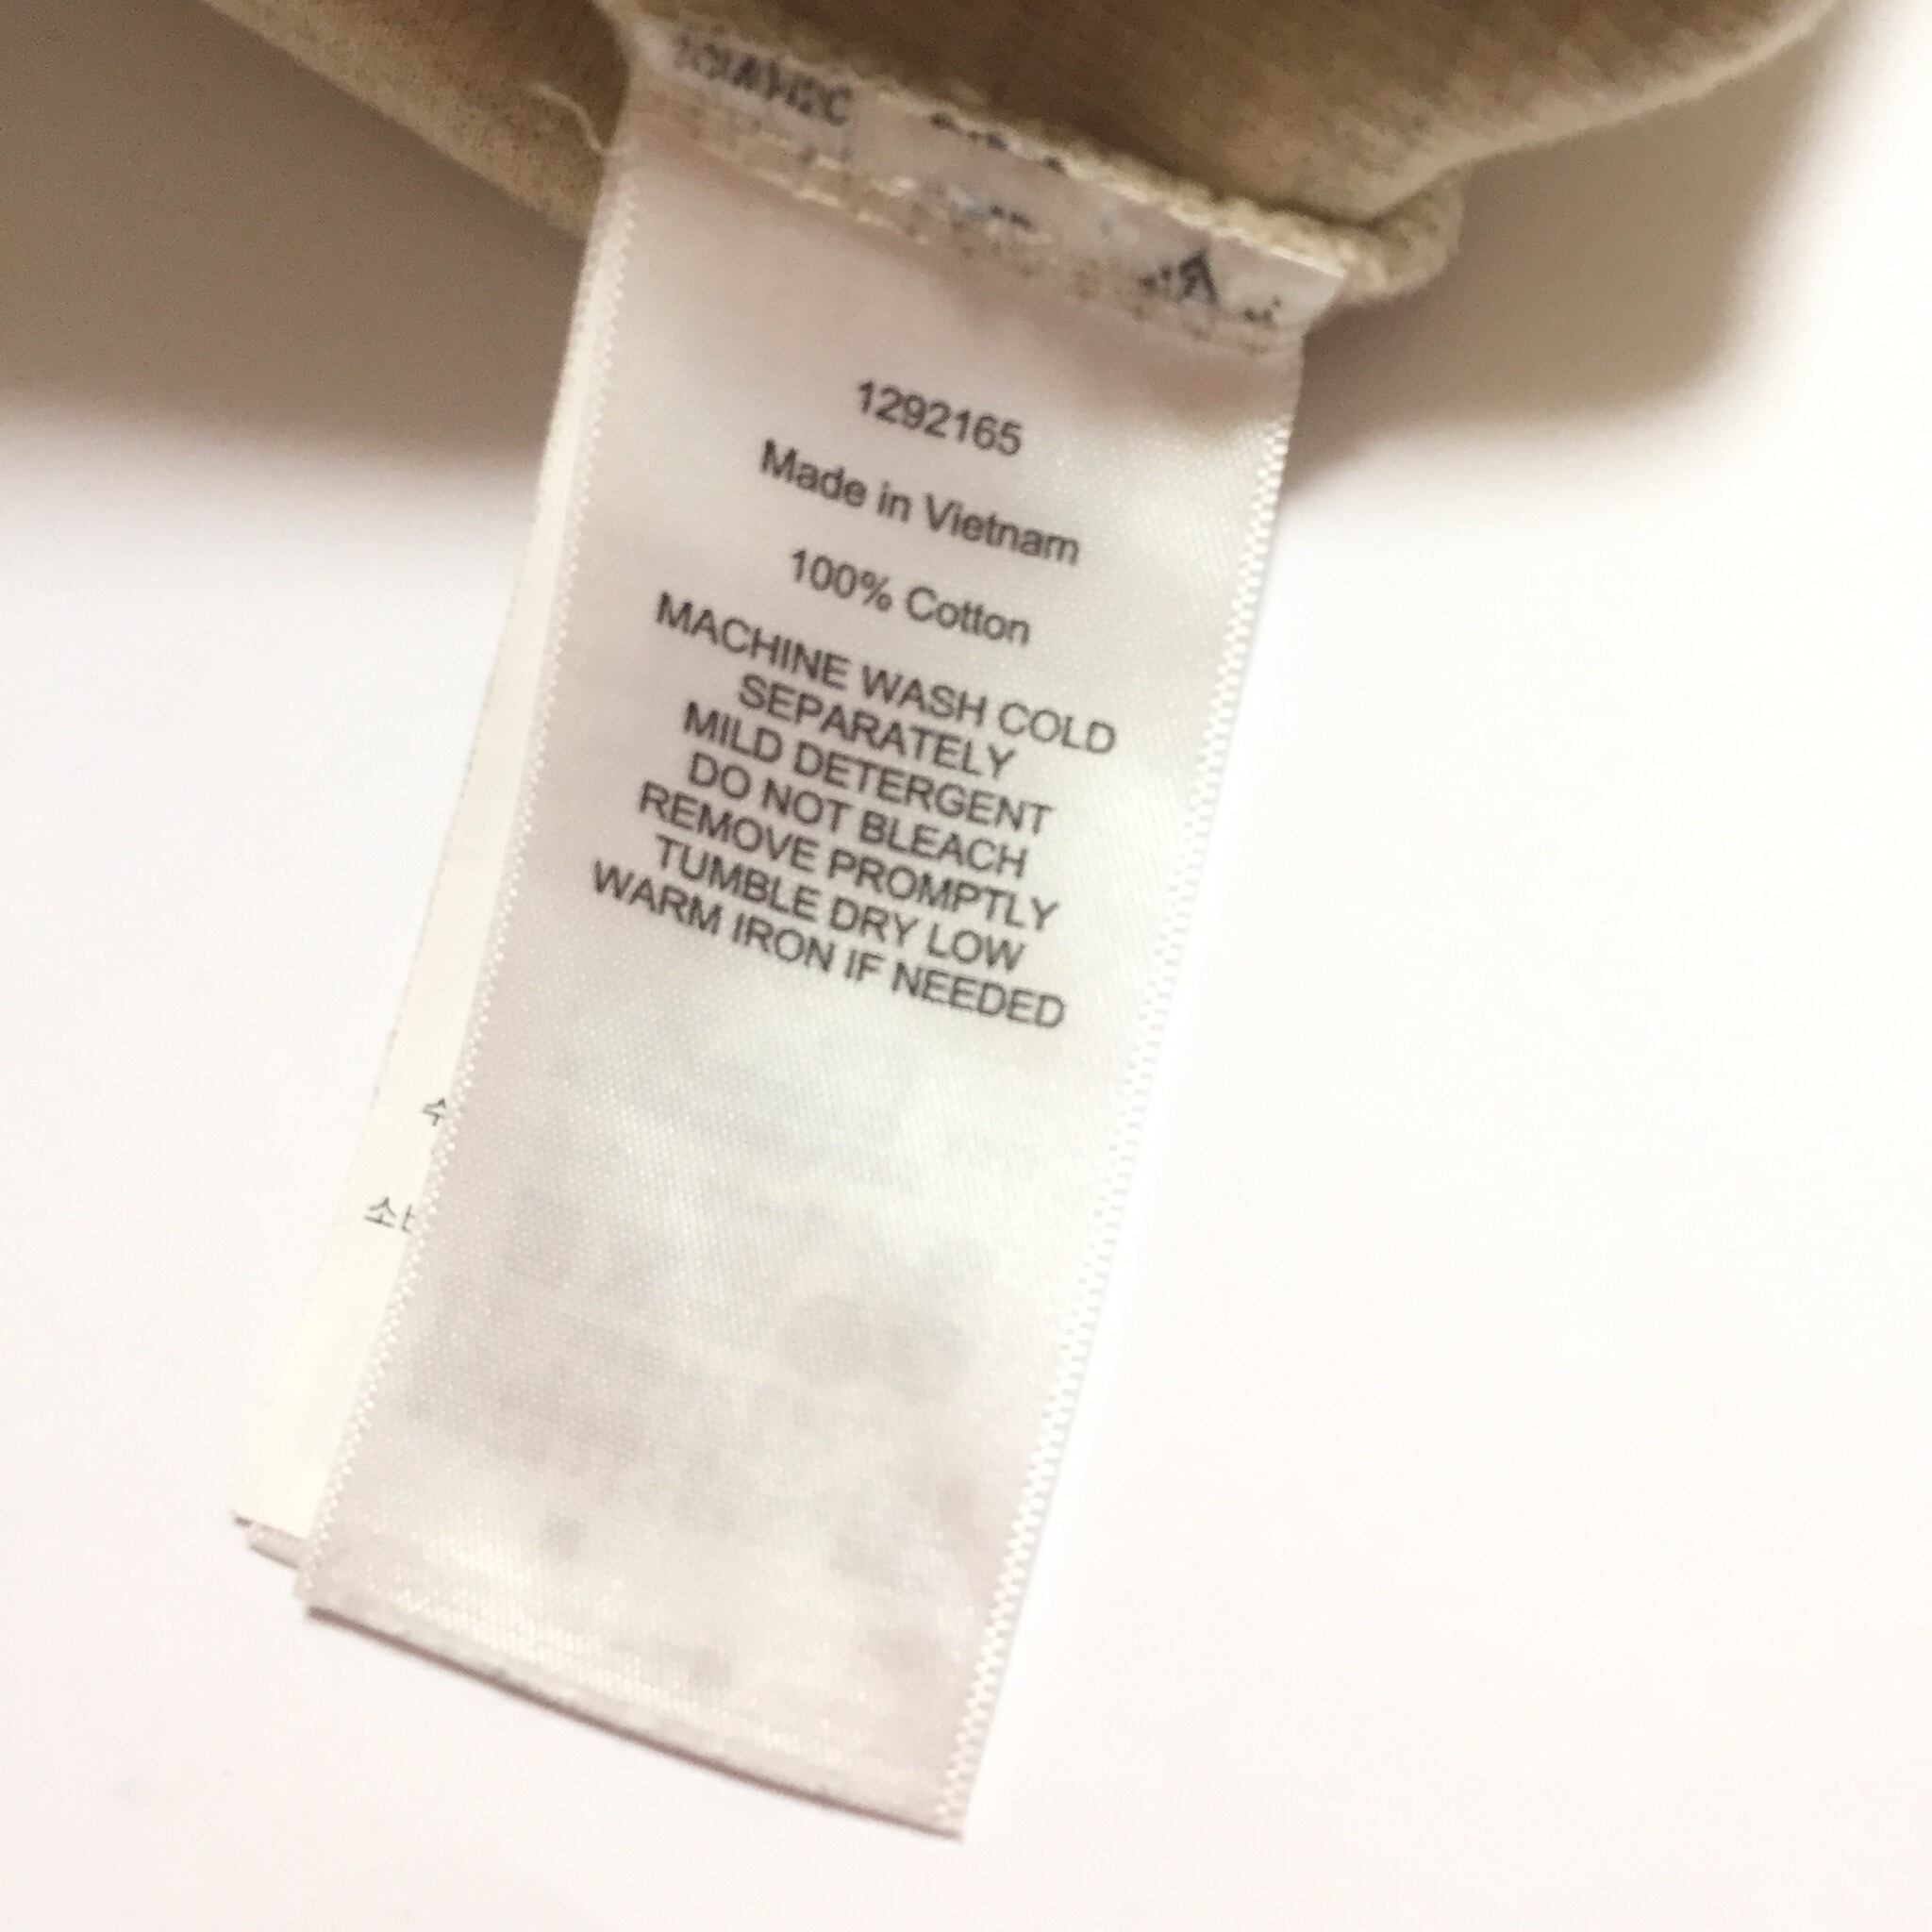 1292165
Made in Vietnam
100% Cotton
MACHINE WASH COLD
SEPARATELY
MILD DETERGENT
DO NOT BLEACH
REMOVE PROMPTLY
TUMBLE DRY LOW
WARM IRON IF NEEDED
수